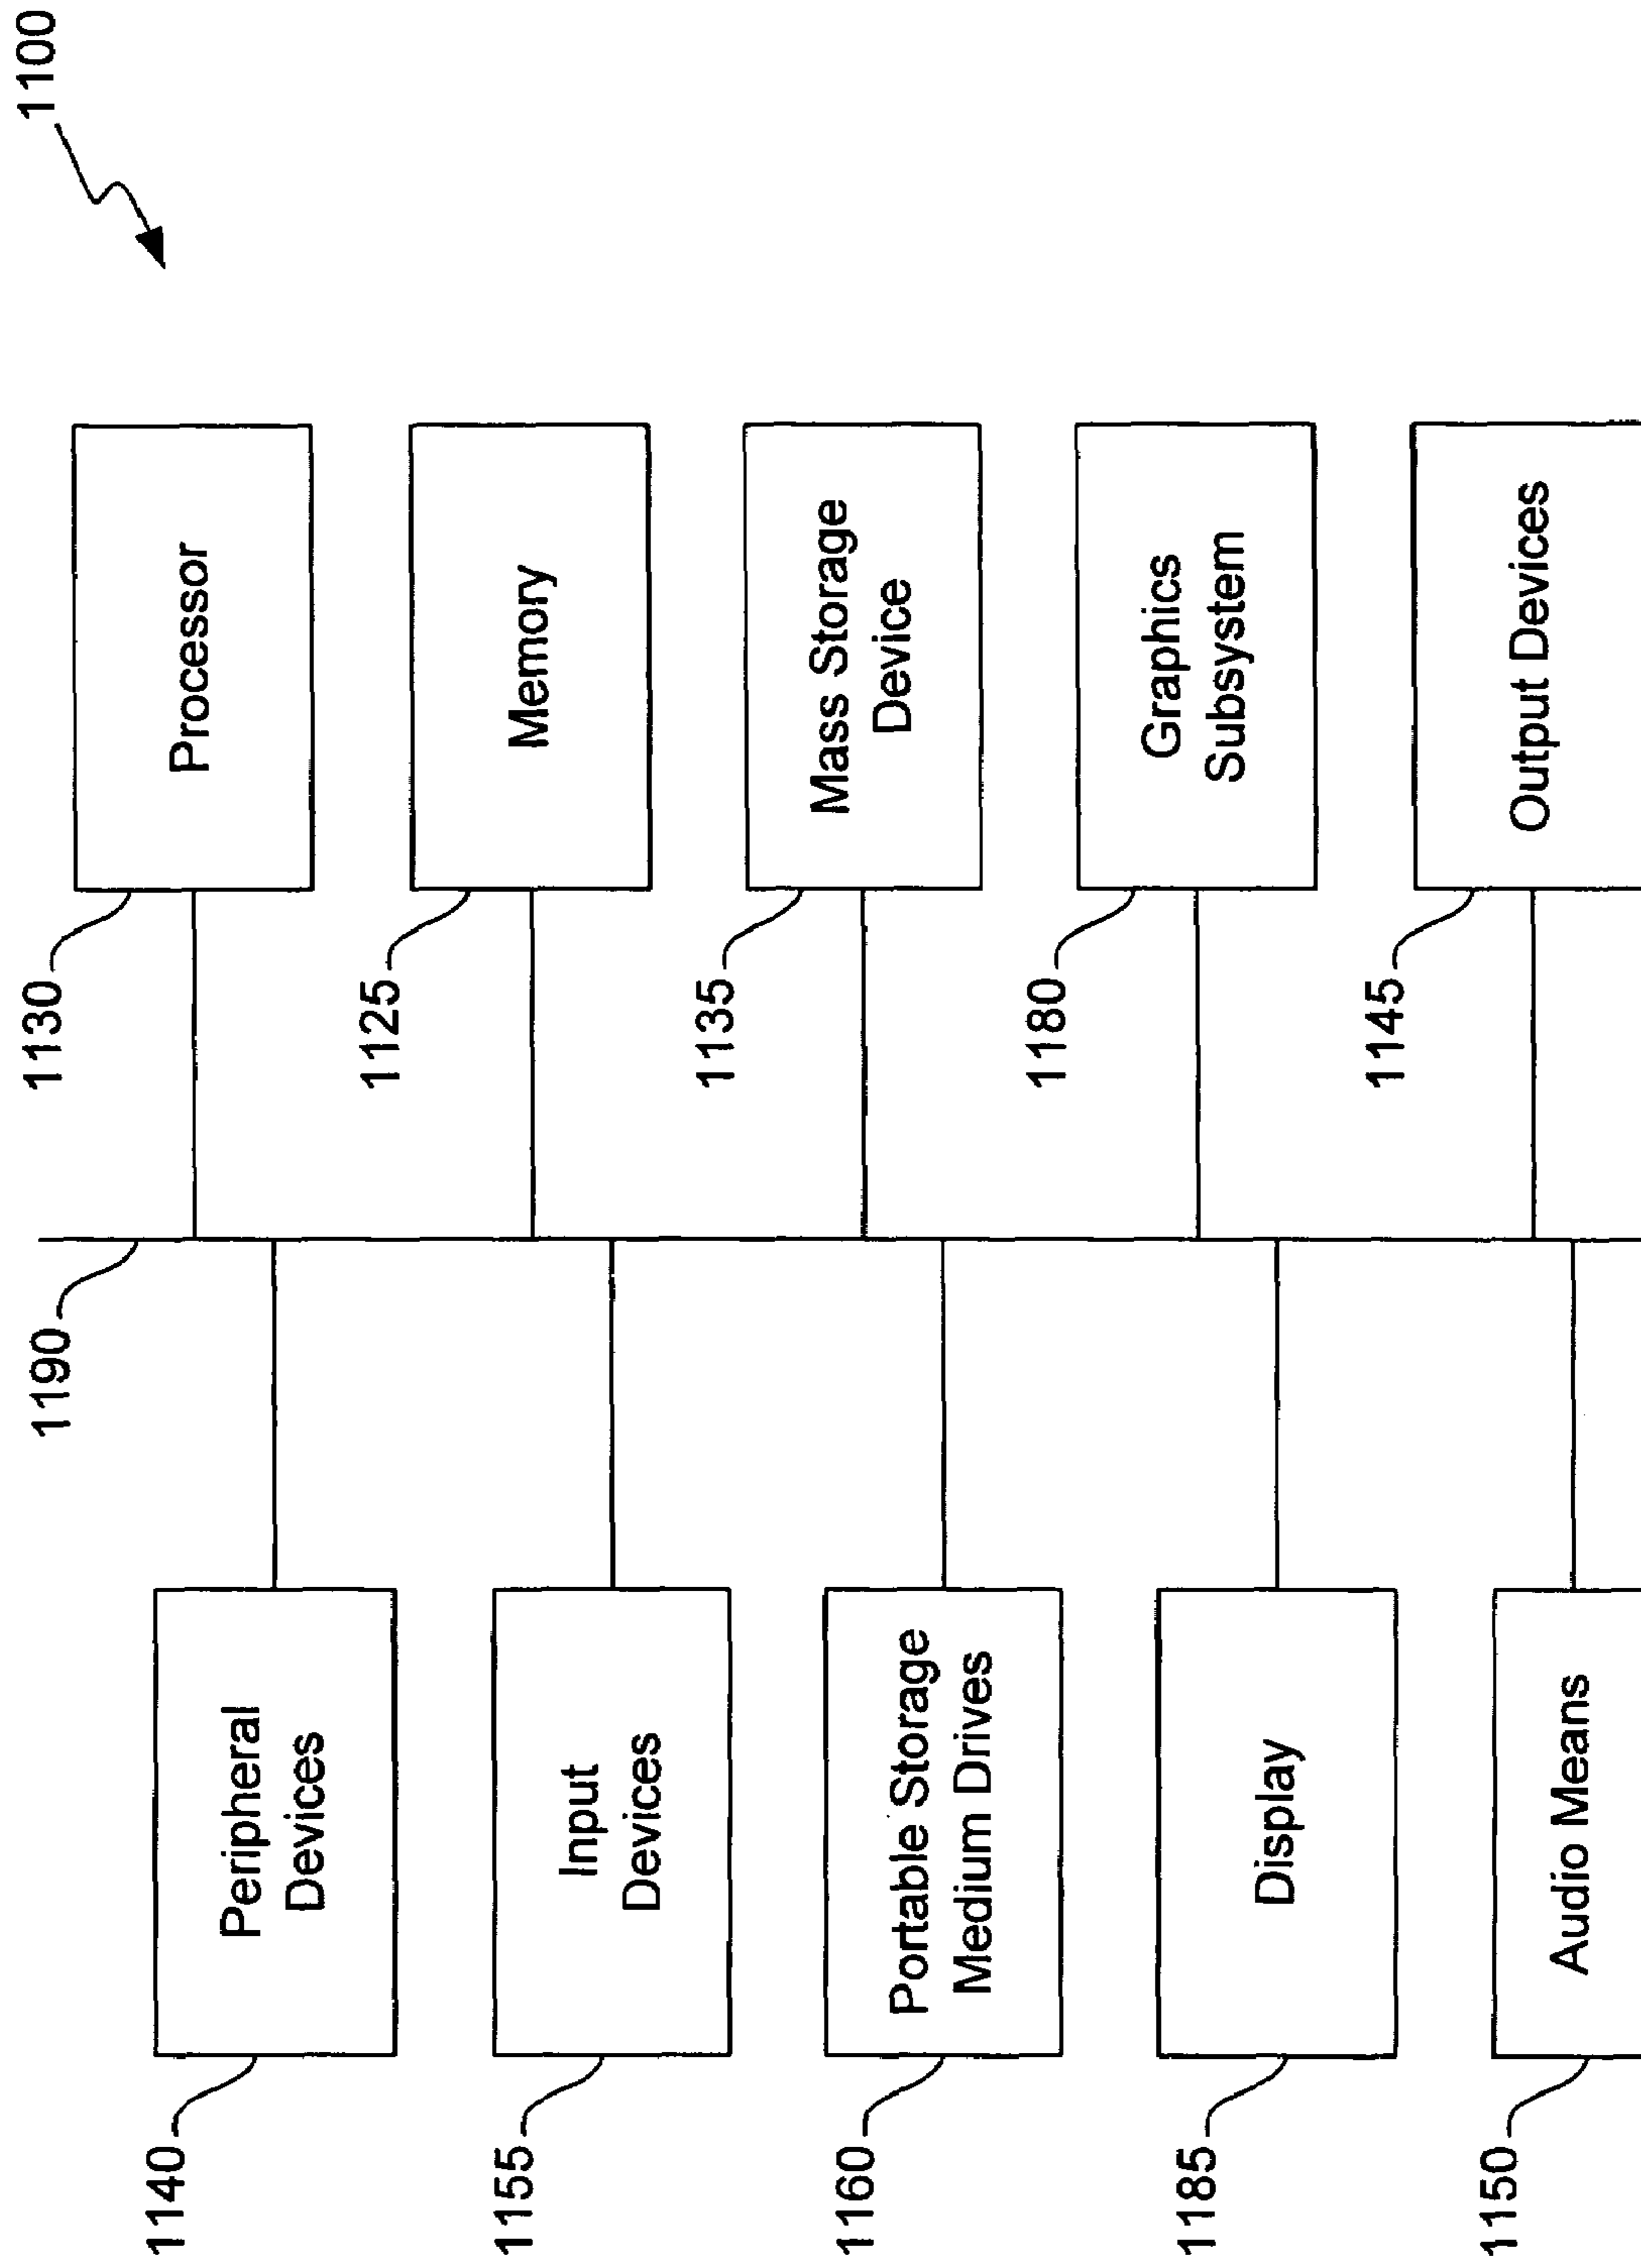 1100
1130
Processor
1125
Memory
1135
Mass Storage
Device
1180
Graphics
Subsystem
1145
Output Devices
1190
1140
Peripheral
Devices
1155
Input
Devices
1160
Portable Storage
Medium Drives
1185
Display
1150
Audio Means